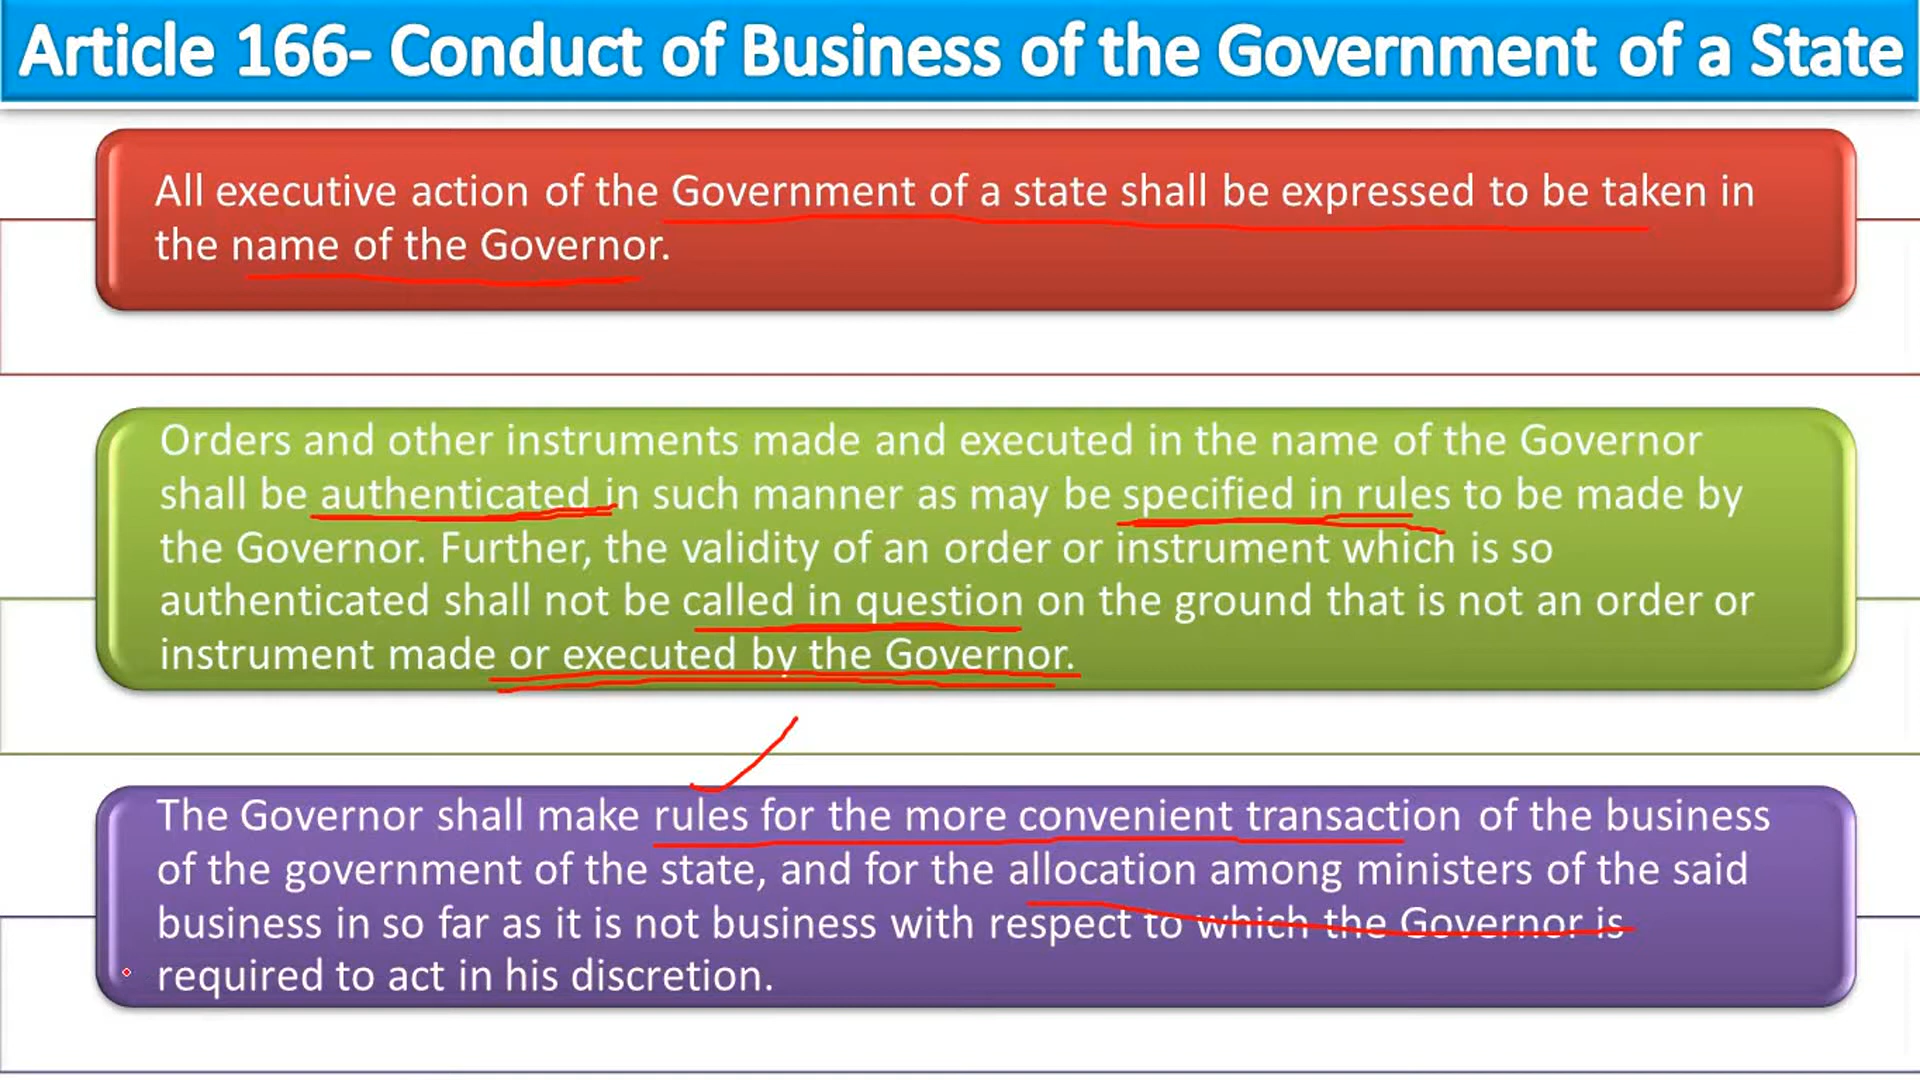 Article 166- Conduct of Business of the Government of a State
All executive action of the Government of a state shall be expressed to be taken in
the name of the Governor.
Orders and other instruments made and executed in the name of the Governor
shall be authenticated in such manner as may be specified in rules to be made by
the Governor. Further, the validity of an order or instrument which is so
authenticated shall not be called in question on the ground that is not an order or
instrument made or executed by the Governor.
The Governor shall make rules for the more convenient transaction of the business
of the government of the state, and for the allocation among ministers of the said
business in so far as it is not business with respect to which the Governor is
required to act in his discretion.